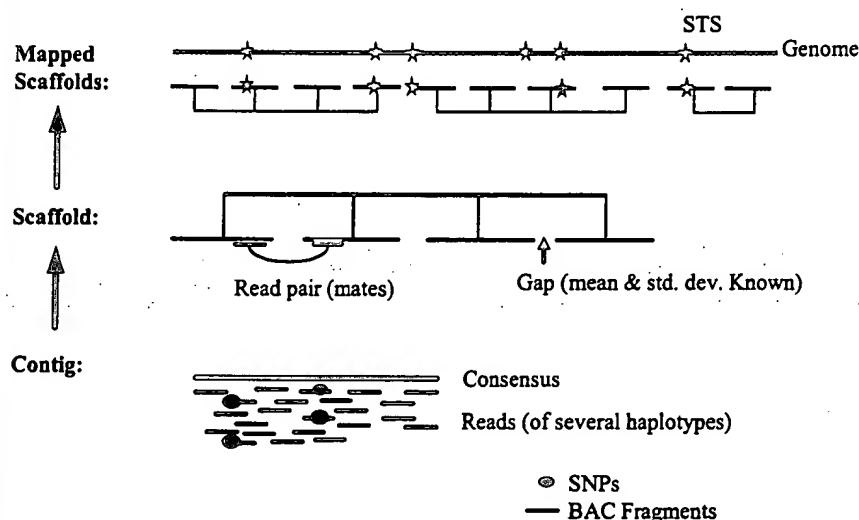 STS
Genome
Mapped
Scaffolds:
Scaffold:
Read pair (mates)
Gap (mean & std. dev. Known)
Contig:
Consensus
Reads (of several haplotypes)
SNPs
BAC Fragments